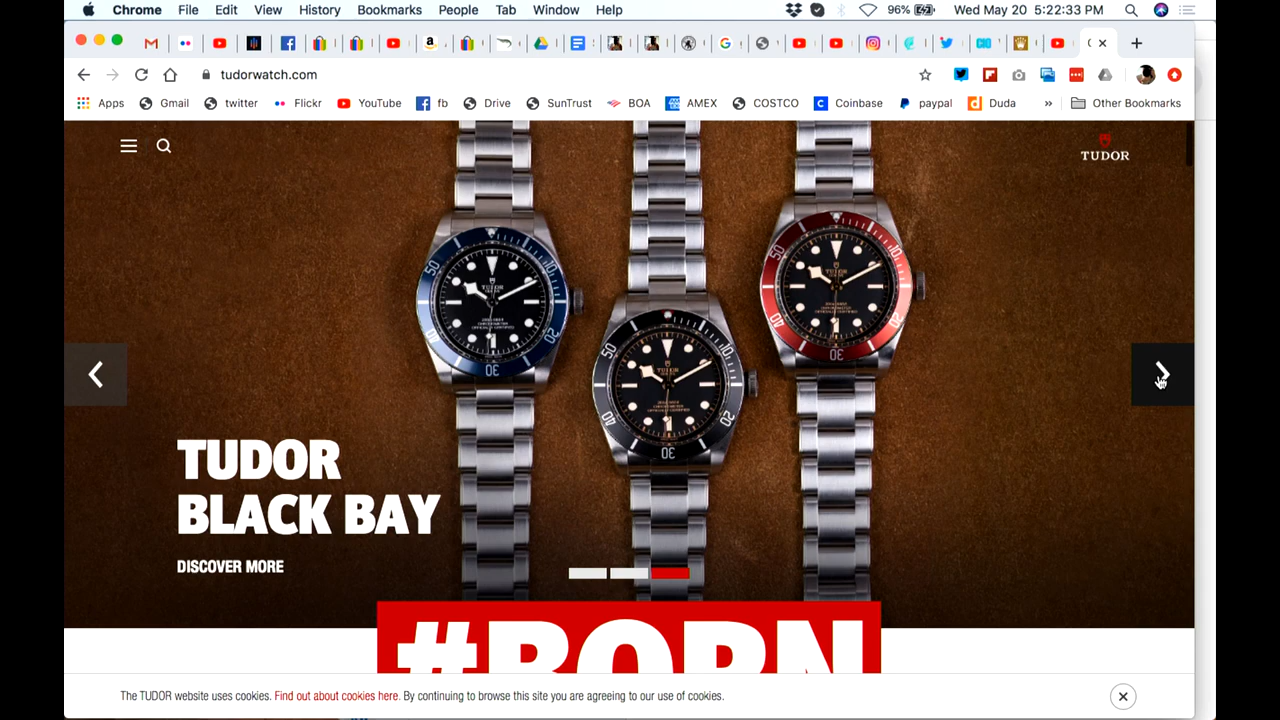 Chrome File Edit View History Bookmarks People Tab Window Help 96% Wed May 20 5:22:33 PM
tudorwatch.com
Apps Gmail twitter Flickr YouTube fb Drive SunTrust BOA AMEX COSTCO Coinbase paypal Duda » Other Bookmarks
TUDOR
TUDOR
BLACK BAY
DISCOVER MORE
#BORN
The TUDOR website uses cookies. Find out about cookies here. By continuing to browse this site you are agreeing to our use of cookies.